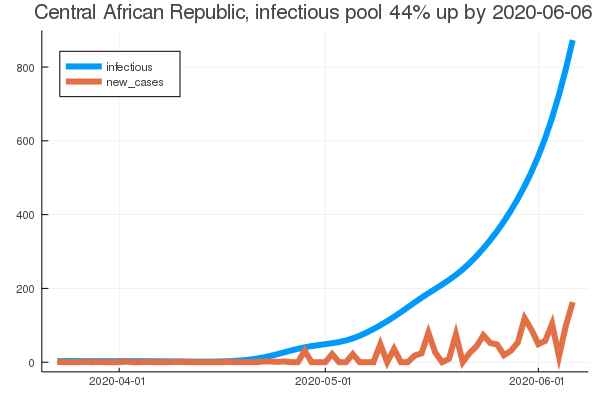 Central African Republic, infectious pool 44% up by 2020-06-06
infectious
new_cases
800
600
400
200
0
2020-04-01
2020-05-01
2020-06-01